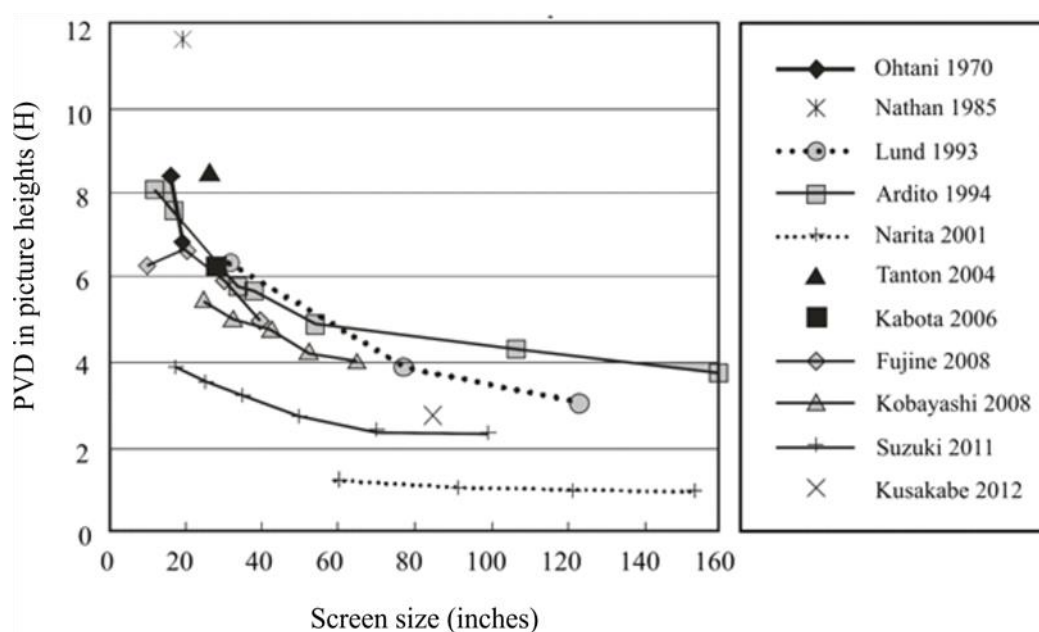 PVD in picture heights (H)
12
10
8
6
4
2
0
0 20 40 60 80 100 120 140 160
Screen size (inches)
Ohtani 1970
Nathan 1985
Lund 1993
Ardito 1994
Narita 2001
Tanton 2004
Kabota 2006
Fujine 2008
Kobayashi 2008
Suzuki 2011
Kusakabe 2012